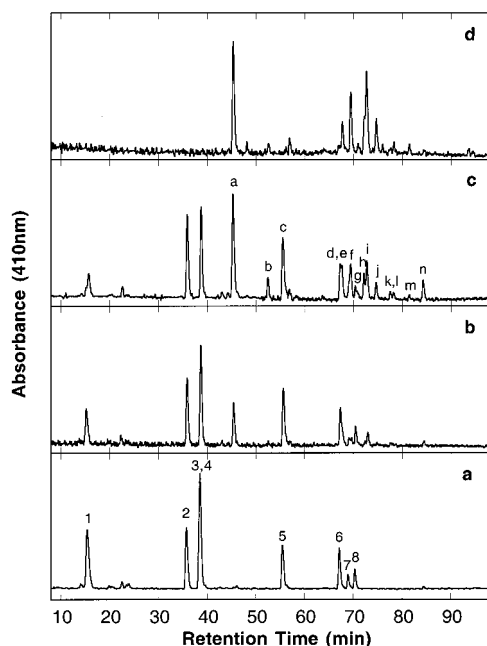 d
c
a
b
c
d,e
f
g
h
i
j
k,l
m
n
b
a
1
2
3,4
5
6
7
8
10 20 30 40 50 60 70 80 90
Retention Time (min)
Absorbance (410nm)